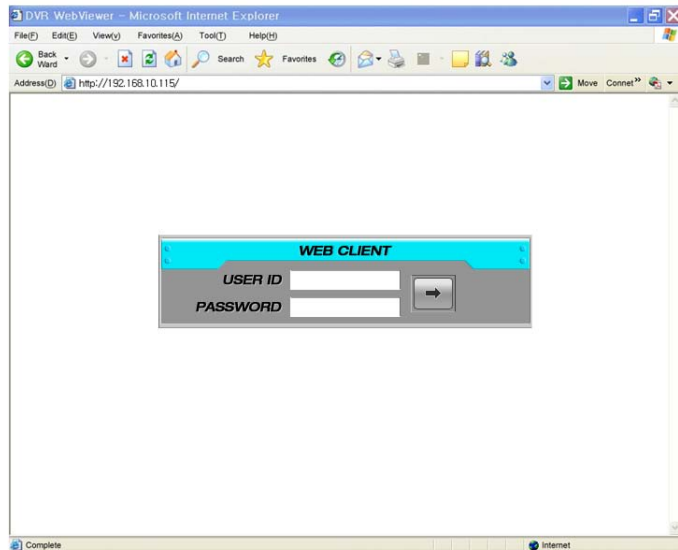 DVR WebViewer - Microsoft Internet Explorer
File(F) Edit(E) View(v) Favorites(A) Tool(T) Help(H)
Back
Ward
Search Favorites
Address(D) http://192.168.10.115/ Move Connet»
WEB CLIENT
USER ID
PASSWORD
Complete Internet